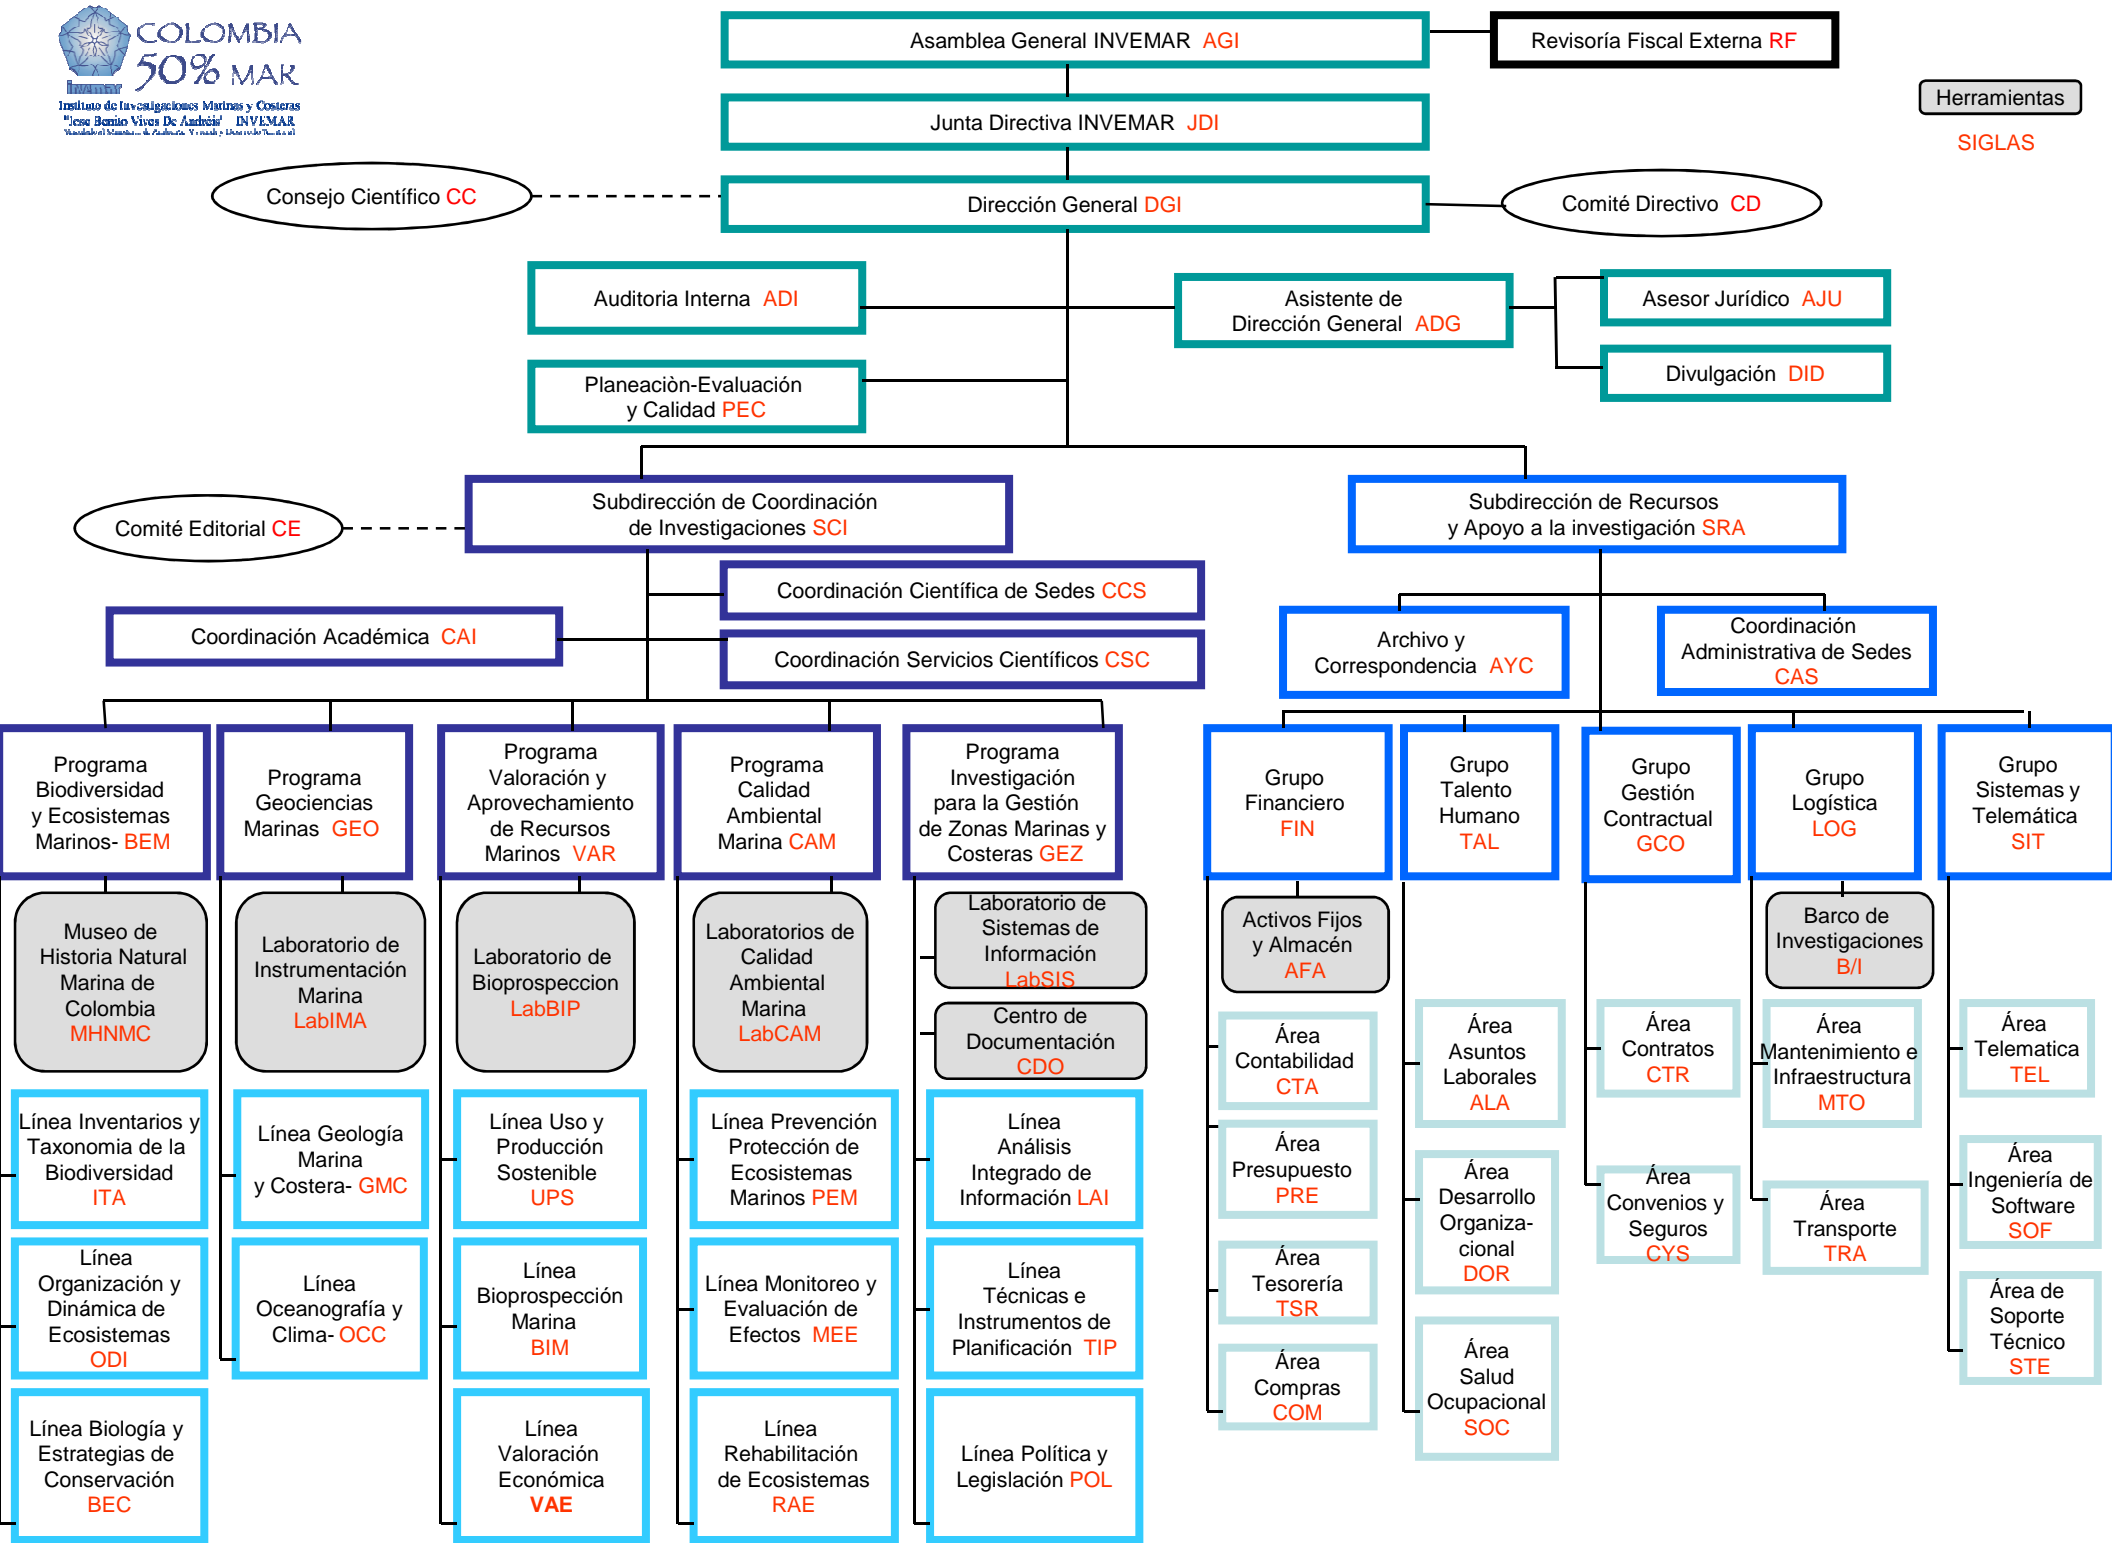 COLOMBIA
50% MAR
invemar
Instituto de Investigaciones Marinas y Costeras
"Jose Benito Vives De Andréis" INVEMAR
Asamblea General INVEMAR AGI
Revisoría Fiscal Externa RF
Herramientas
SIGLAS
Junta Directiva INVEMAR JDI
Consejo Científico CC
Dirección General DGI
Comité Directivo CD
Auditoria Interna ADI
Asistente de
Dirección General ADG
Asesor Jurídico AJU
Planeaciòn-Evaluación
y Calidad PEC
Divulgación DID
Subdirección de Coordinación
de Investigaciones SCI
Subdirección de Recursos
y Apoyo a la investigación SRA
Comité Editorial CE
Coordinación Científica de Sedes CCS
Coordinación Académica CAI
Coordinación Servicios Científicos CSC
Archivo y
Correspondencia AYC
Coordinación
Administrativa de Sedes
CAS
Programa
Biodiversidad
y Ecosistemas
Marinos- BEM
Programa
Geociencias
Marinas GEO
Programa
Valoración y
Aprovechamiento
de Recursos
Marinos VAR
Programa
Calidad
Ambiental
Marina CAM
Programa
Investigación
para la Gestión
de Zonas Marinas y
Costeras GEZ
Grupo
Financiero
FIN
Grupo
Talento
Humano
TAL
Grupo
Gestión
Contractual
GCO
Grupo
Logística
LOG
Grupo
Sistemas y
Telemática
SIT
Museo de
Historia Natural
Marina de
Colombia
MHNMC
Laboratorio de
Instrumentación
Marina
LabIMA
Laboratorio de
Bioprospeccion
LabBIP
Laboratorios de
Calidad
Ambiental
Marina
LabCAM
Laboratorio de
Sistemas de
Información
LabSIS
Centro de
Documentación
CDO
Activos Fijos
y Almacén
AFA
Barco de
Investigaciones
B/I
Línea Inventarios y
Taxonomia de la
Biodiversidad
ITA
Línea Geología
Marina
y Costera- GMC
Línea Uso y
Producción
Sostenible
UPS
Línea Prevención
Protección de
Ecosistemas
Marinos PEM
Línea
Análisis
Integrado de
Información LAI
Área
Contabilidad
CTA
Área
Asuntos
Laborales
ALA
Área
Contratos
CTR
Área
Mantenimiento e
Infraestructura
MTO
Área
Telematica
TEL
Línea
Organización y
Dinámica de
Ecosistemas
ODI
Línea
Oceanografía y
Clima- OCC
Línea
Bioprospección
Marina
BIM
Línea Monitoreo y
Evaluación de
Efectos MEE
Línea
Técnicas e
Instrumentos de
Planificación TIP
Área
Presupuesto
PRE
Área
Desarrollo
Organiza-
cional
DOR
Área
Convenios y
Seguros
CYS
Área
Transporte
TRA
Área
Ingeniería de
Software
SOF
Área
Tesorería
TSR
Área de
Soporte
Técnico
STE
Línea Biología y
Estrategias de
Conservación
BEC
Línea
Valoración
Económica
VAE
Línea
Rehabilitación
de Ecosistemas
RAE
Línea Política y
Legislación POL
Área
Compras
COM
Área
Salud
Ocupacional
SOC